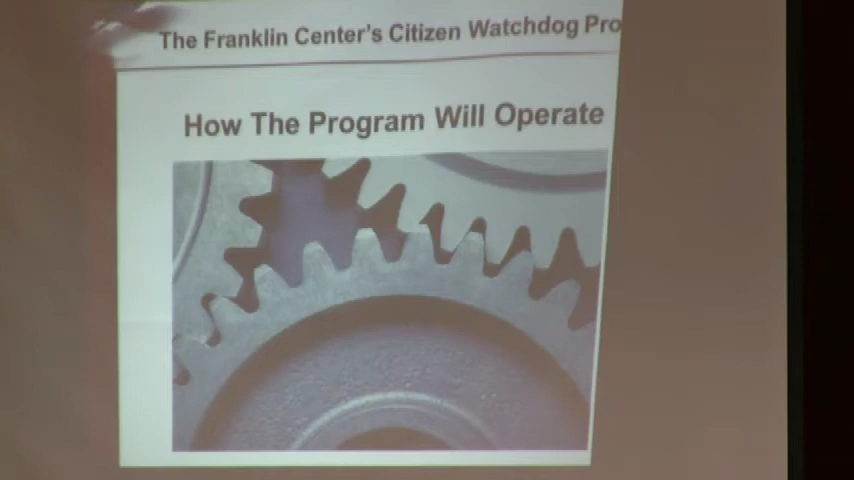 The Franklin Center's Citizen Watchdog Pro
How The Program Will Operate